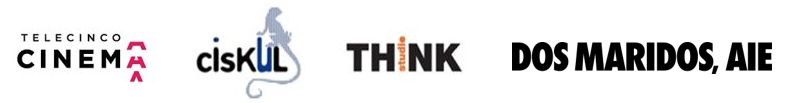 TELECINCO
CINEMA
ciSKUL
THINK
studio
DOS MARIDOS, AIE